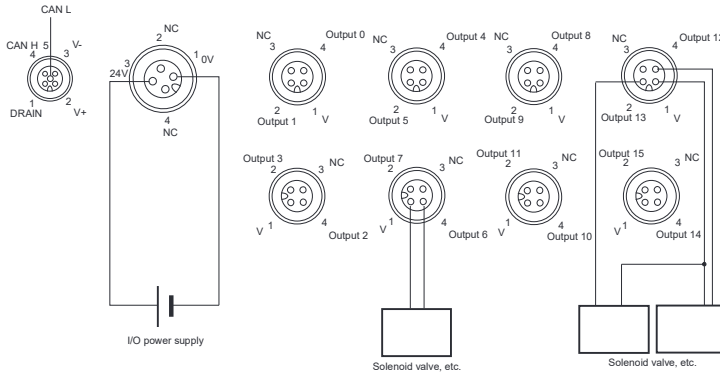 CAN L
CAN H 5
4 3 V-
1 2 V+
DRAIN
NC
2
3 1 0V
24V
4
NC
I/O power supply
NC Output 0
3 4
2 1 V
Output 1
NC Output 4
3 4
2 1 V
Output 5
NC Output 8
3 4
2 1 V
Output 9
NC
3 4
2 1 V
Output 13
Output 3
2 3 NC
V 1 4
Output 2
Output 7
2 3 NC
V 1 4
Output 6
Output 11
2 3 NC
V 1 4
Output 10
Output 15
2 3 NC
V 1 4
Output 14
Solenoid valve, etc.
Solenoid valve, etc.